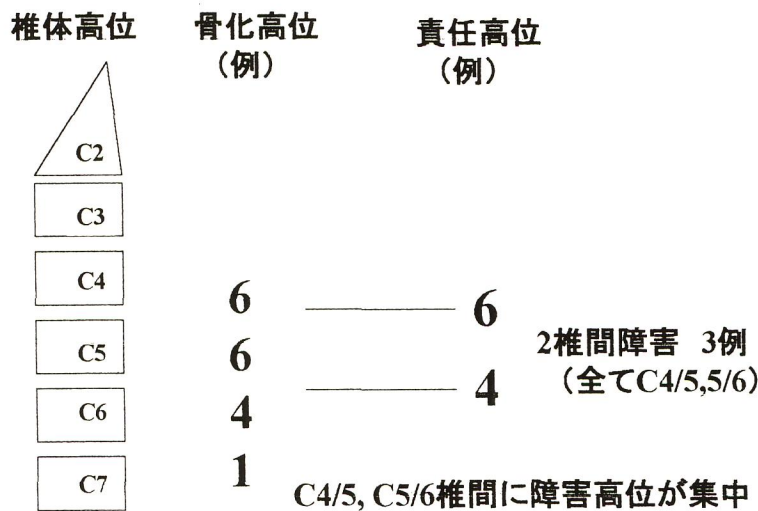 椎体高位 骨化高位 責任高位
(例) (例)
C2
C3
C4
6 6
2椎間障害 3例
C5
6
(全てC4/5,5/6)
4
C6
4
1
C7
C4/5, C5/6椎間に障害高位が集中